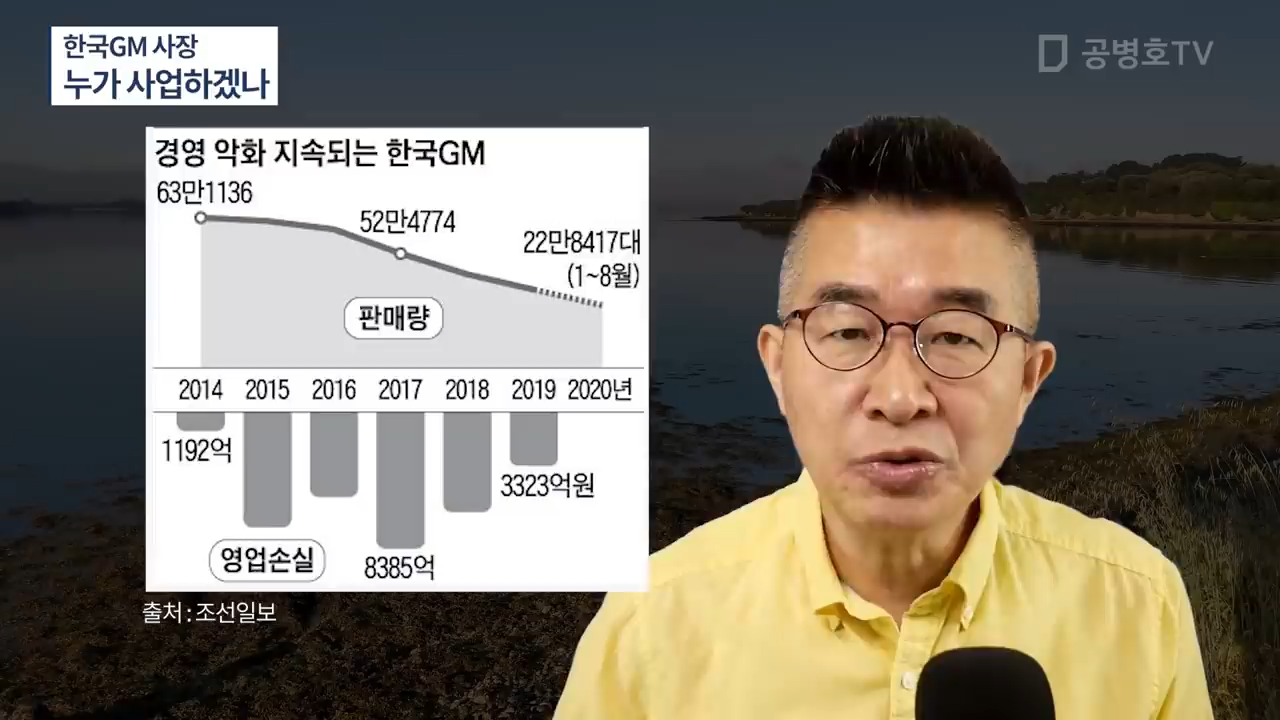 한국GM 사장
누가 사업하겠나
공병호TV
경영 악화 지속되는 한국GM
63만1136
52만4774
22만8417대
(1~8월)
판매량
2014 2015 2016 2017 2018 2019 2020년
1192억
3323억원
영업손실
8385억
출처 : 조선일보